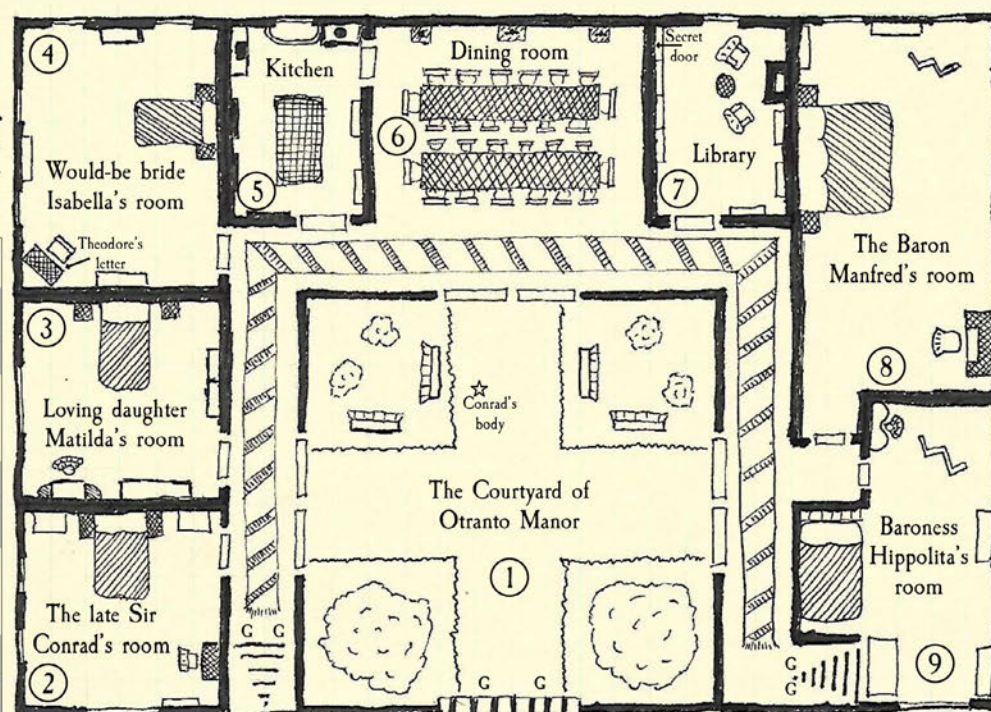 4
Kitchen
Dining room
Secret
door
Would-be bride
Isabella's room
5
6
Library
7
Theodore's
letter
The Baron
Manfred's room
3
8
Conrad's
body
Loving daughter
Matilda's room
The Courtyard of
Otranto Manor
Baroness
Hippolita's
room
1
The late Sir
Conrad's room
G G
2
G G
G
G
9